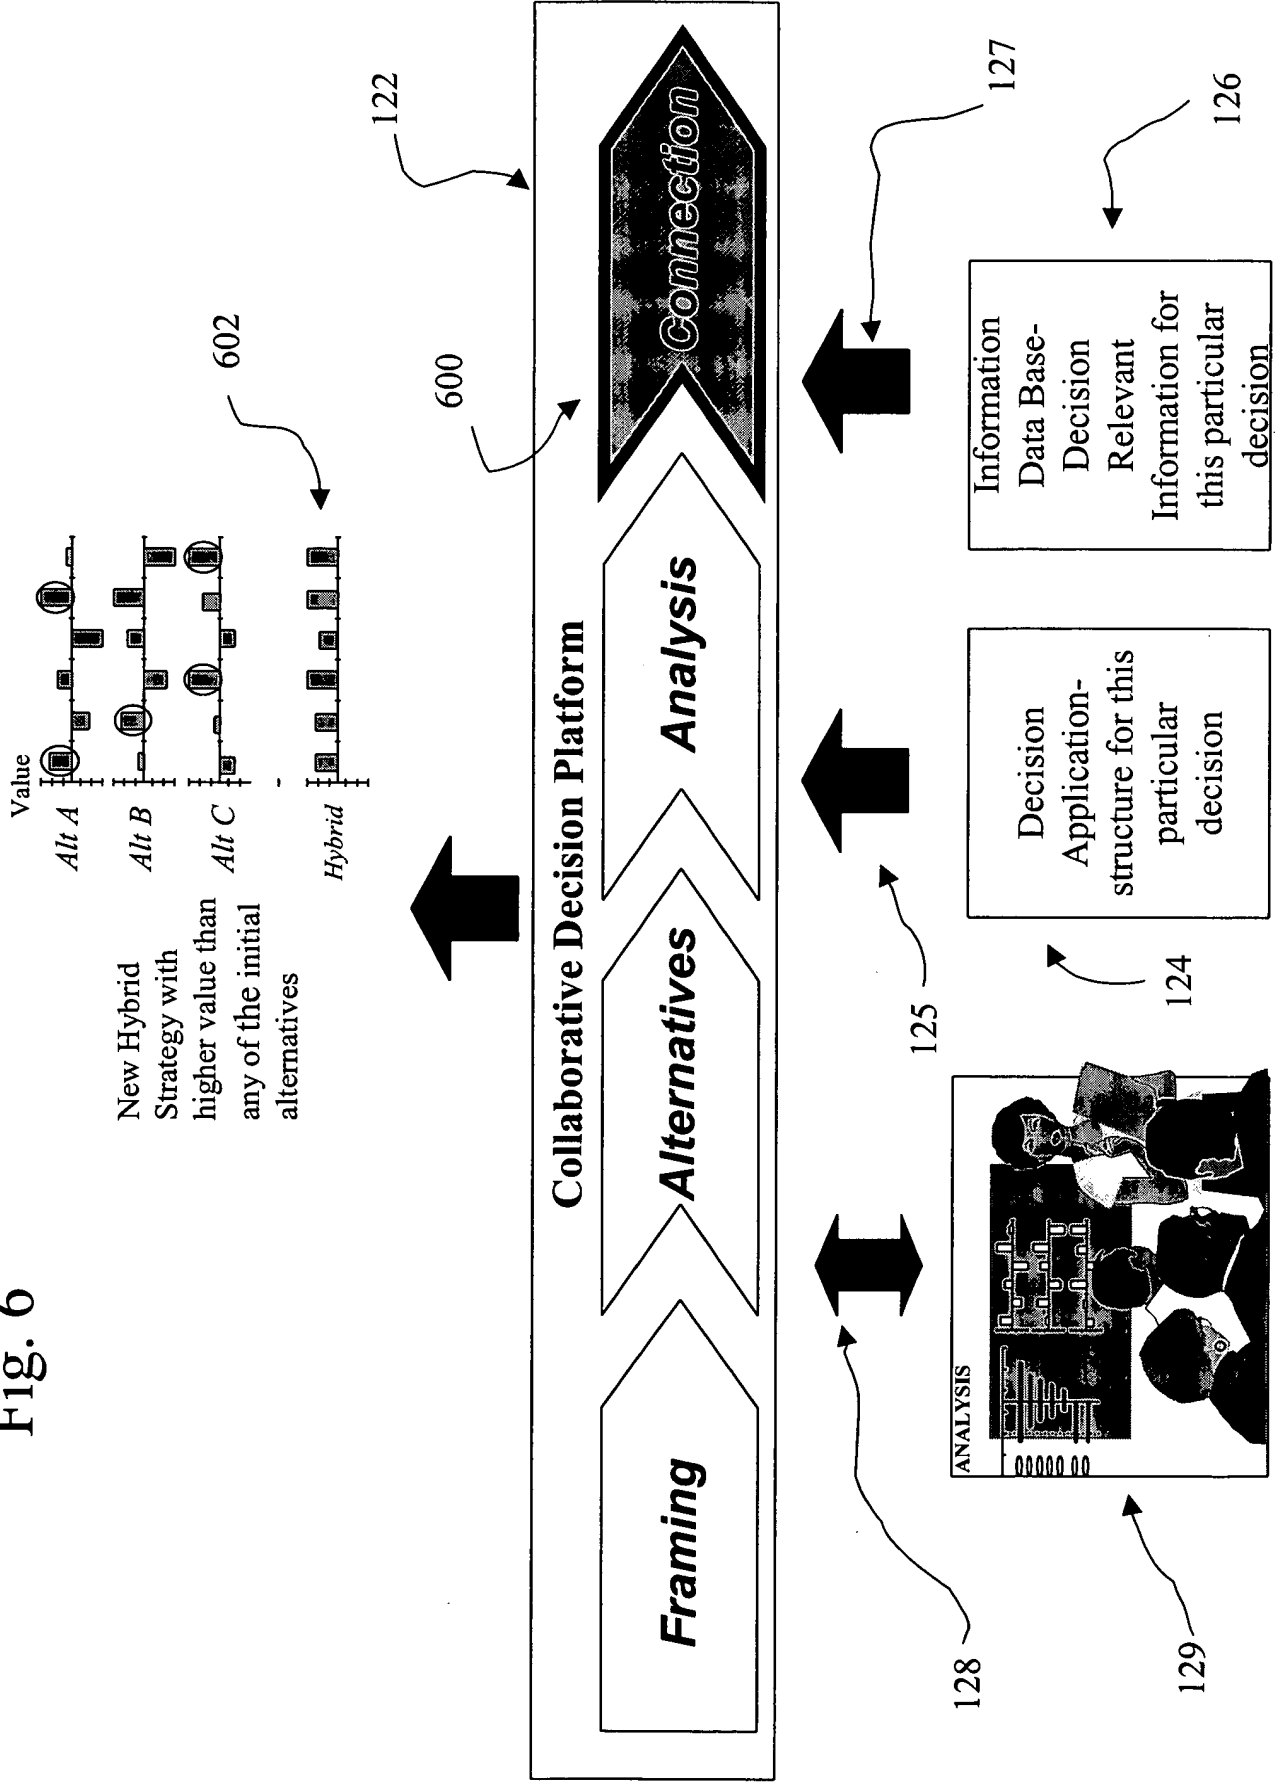 Fig. 6
New Hybrid
Strategy with
higher value than
any of the initial
alternatives
Value
Alt A
Alt B
Alt C
Hybrid
602
122
600
Collaborative Decision Platform
Framing
Alternatives
Analysis
Connection
128
125
127
ANALYSIS
129
124
Decision
Application-
structure for this
particular
decision
126
Information
Data Base-
Decision
Relevant
Information for
this particular
decision